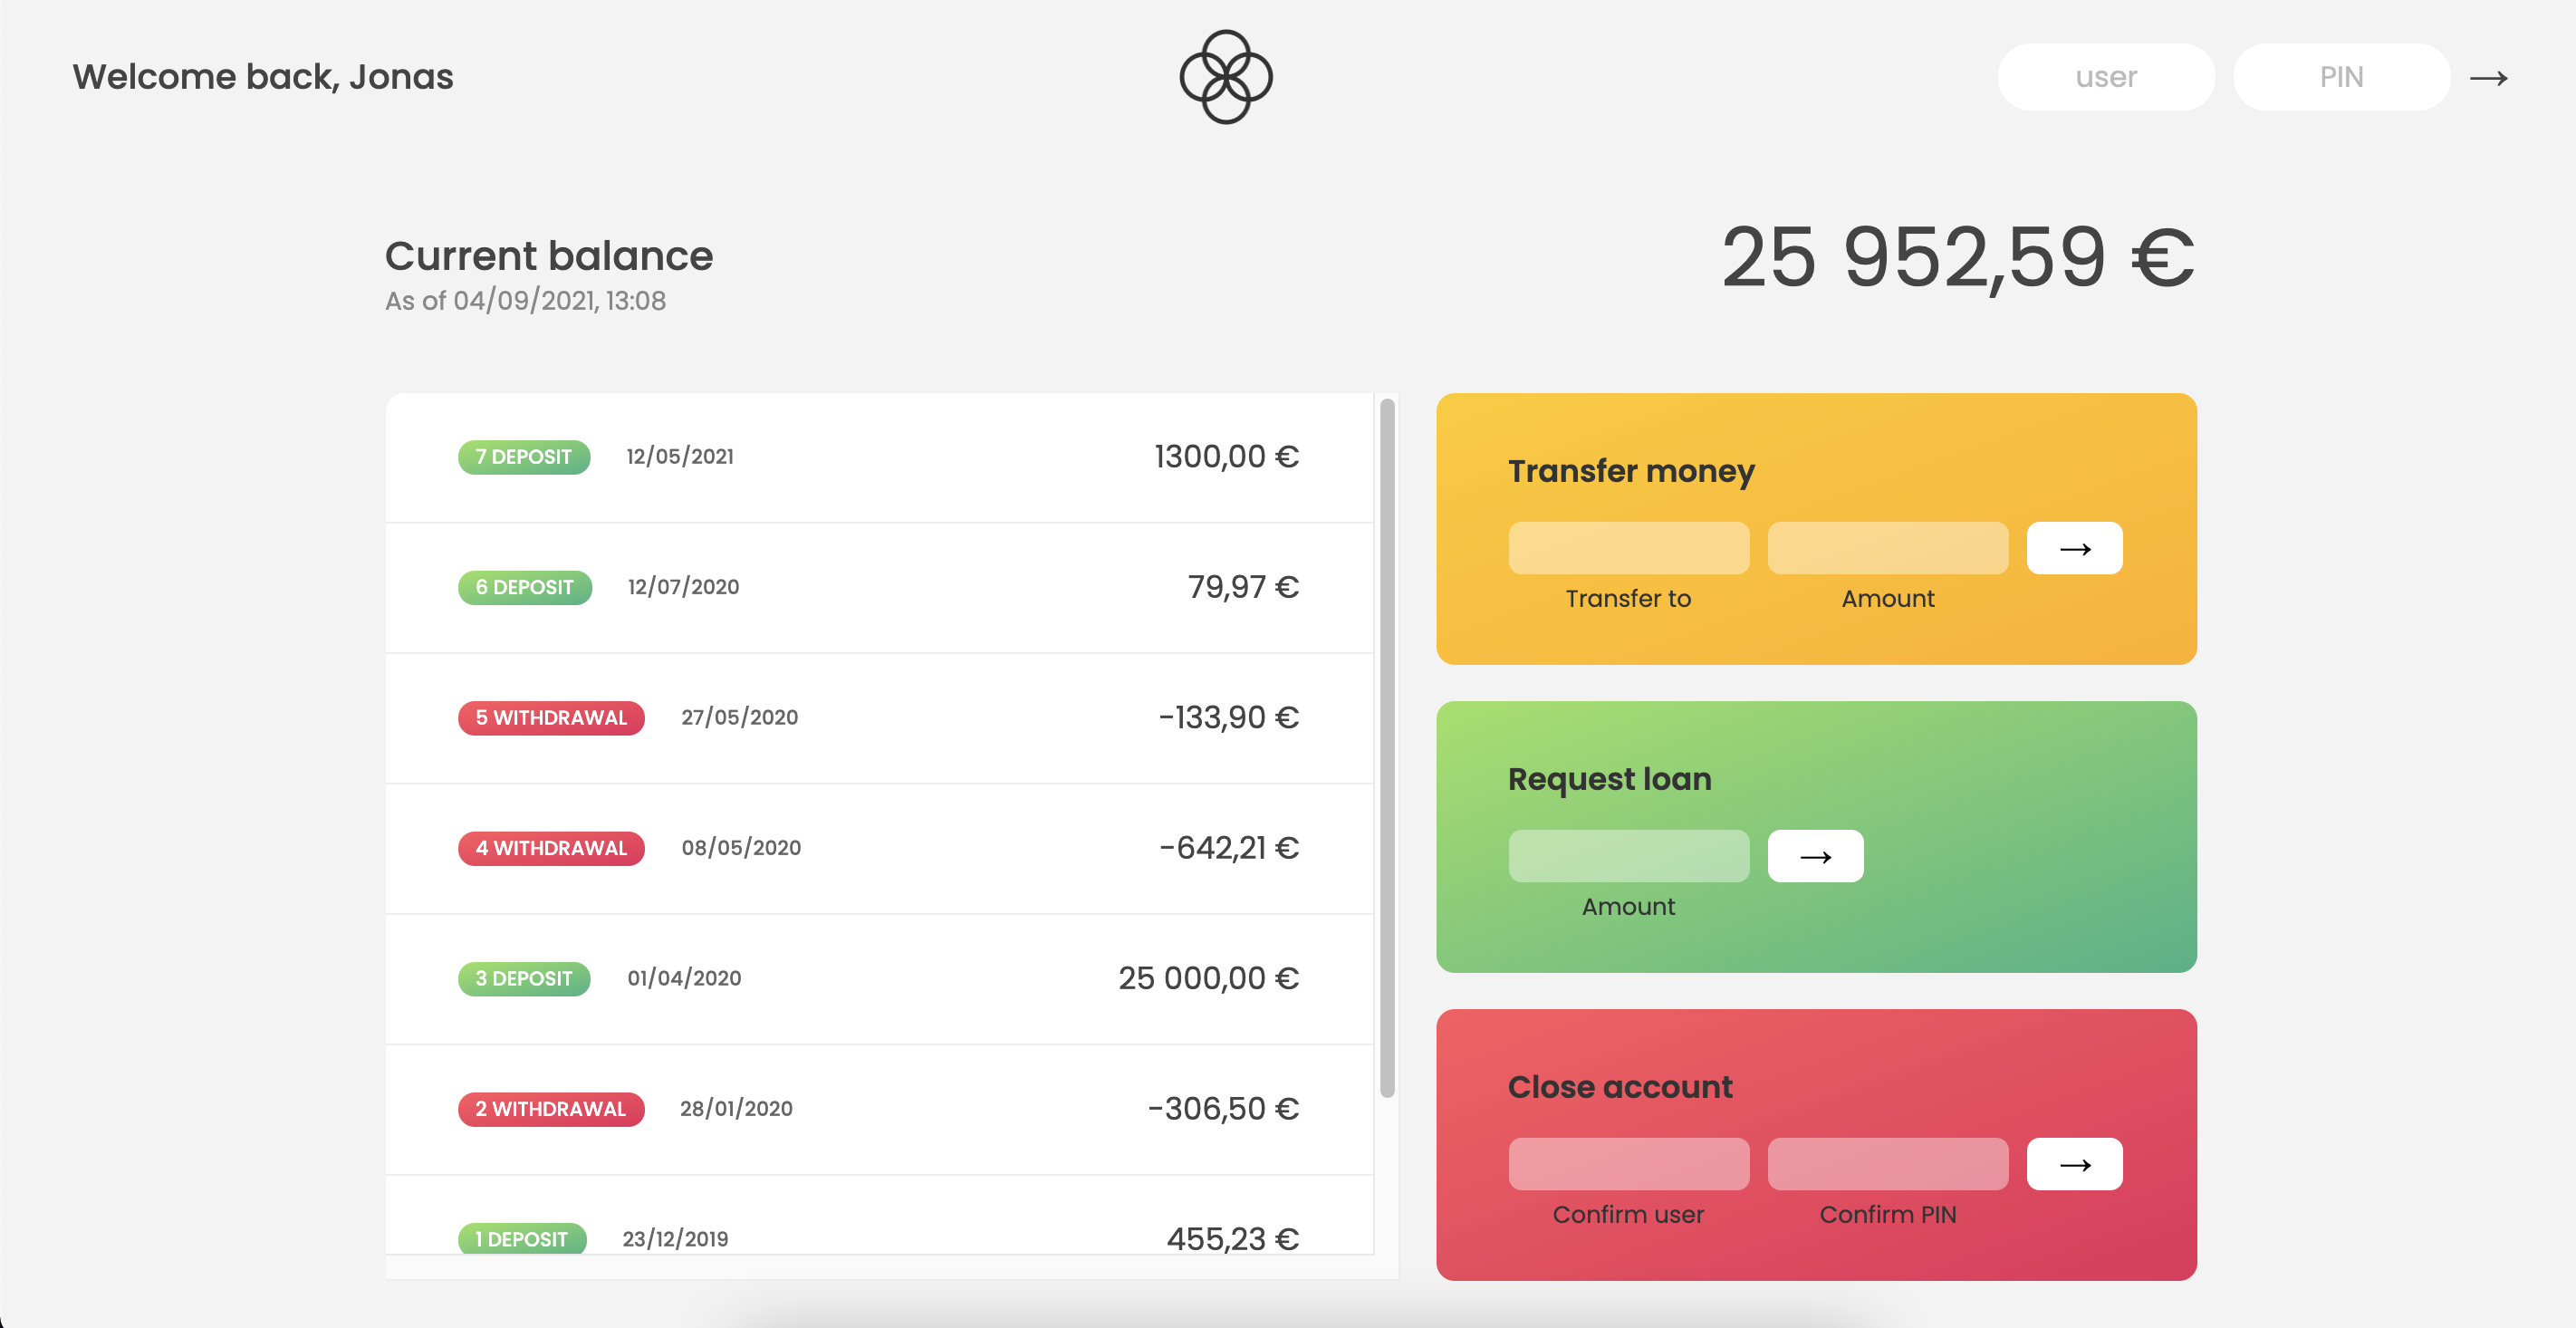 Welcome back, Jonas
user PIN →
Current balance
As of 04/09/2021, 13:08
25 952,59 €
7 DEPOSIT 12/05/2021 1300,00 €
6 DEPOSIT 12/07/2020 79,97 €
5 WITHDRAWAL 27/05/2020 -133,90 €
4 WITHDRAWAL 08/05/2020 -642,21 €
3 DEPOSIT 01/04/2020 25 000,00 €
2 WITHDRAWAL 28/01/2020 -306,50 €
1 DEPOSIT 23/12/2019 455,23 €
Transfer money
→
Transfer to Amount
Request loan
→
Amount
Close account
→
Confirm user Confirm PIN